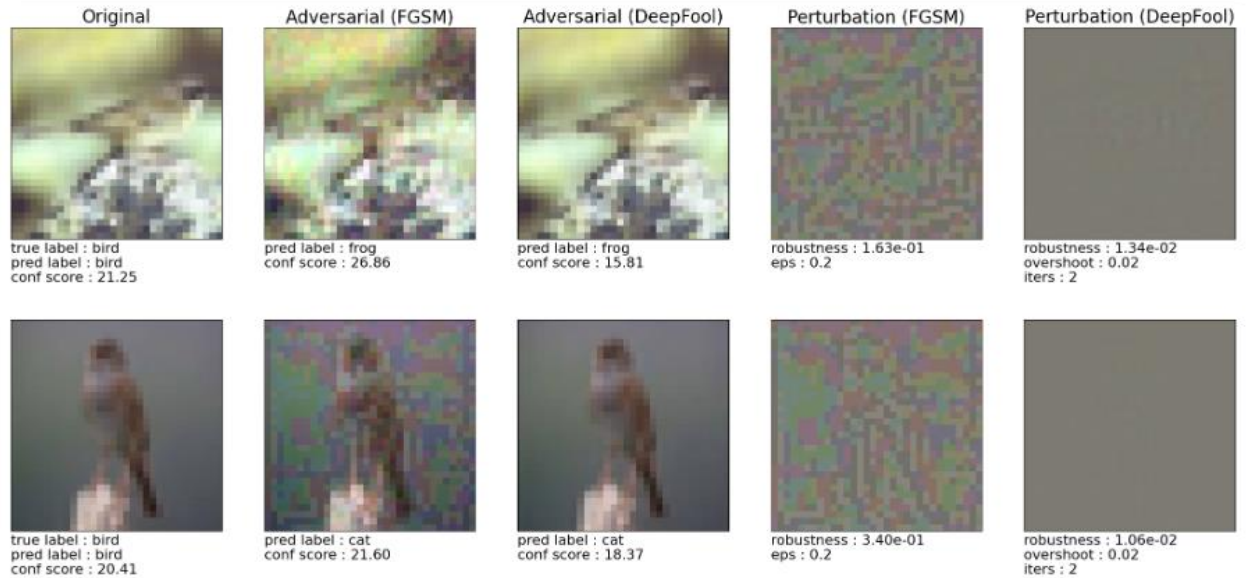 Original
Adversarial (FGSM)
Adversarial (DeepFool)
Perturbation (FGSM)
Perturbation (DeepFool)
true label : bird
pred label : bird
conf score : 21.25
pred label : frog
conf score : 26.86
pred label : frog
conf score : 15.81
robustness : 1.63e-01
eps : 0.2
robustness : 1.34e-02
overshoot : 0.02
iters : 2
true label : bird
pred label : bird
conf score : 20.41
pred label : cat
conf score : 21.60
pred label : cat
conf score : 18.37
robustness : 3.40e-01
eps : 0.2
robustness : 1.06e-02
overshoot : 0.02
iters : 2